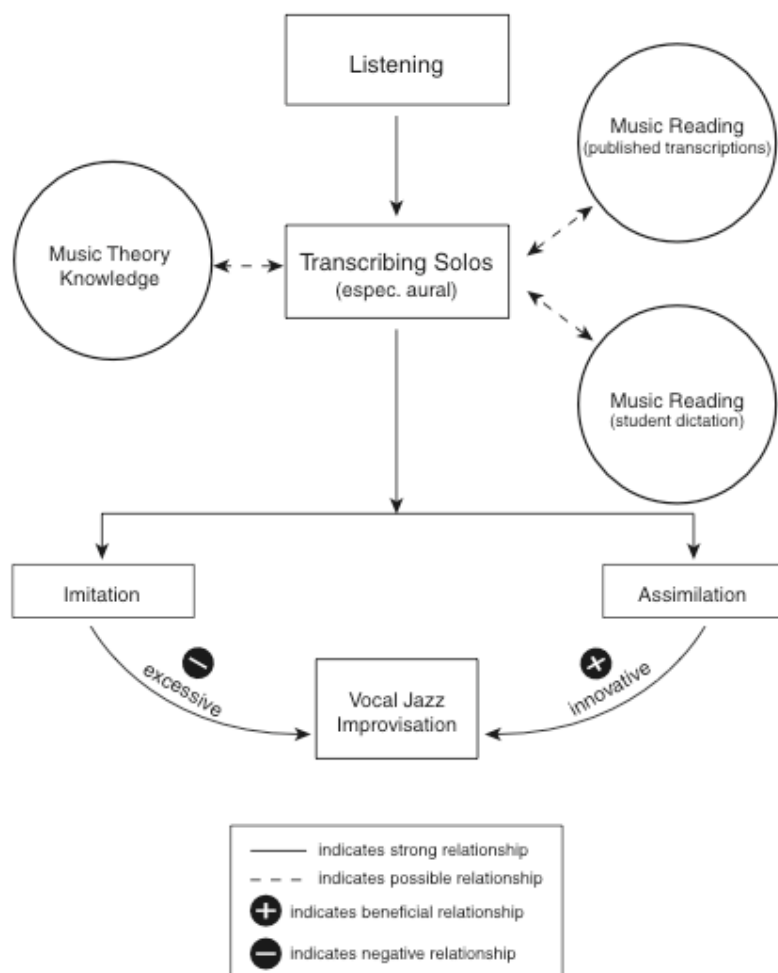 Listening
Music Reading
(published transcriptions)
Music Theory
Knowledge
Transcribing Solos
(espec. aural)
Music Reading
(student dictation)
Imitation
Assimilation
excessive
innovative
Vocal Jazz
Improvisation
indicates strong relationship
indicates possible relationship
indicates beneficial relationship
indicates negative relationship